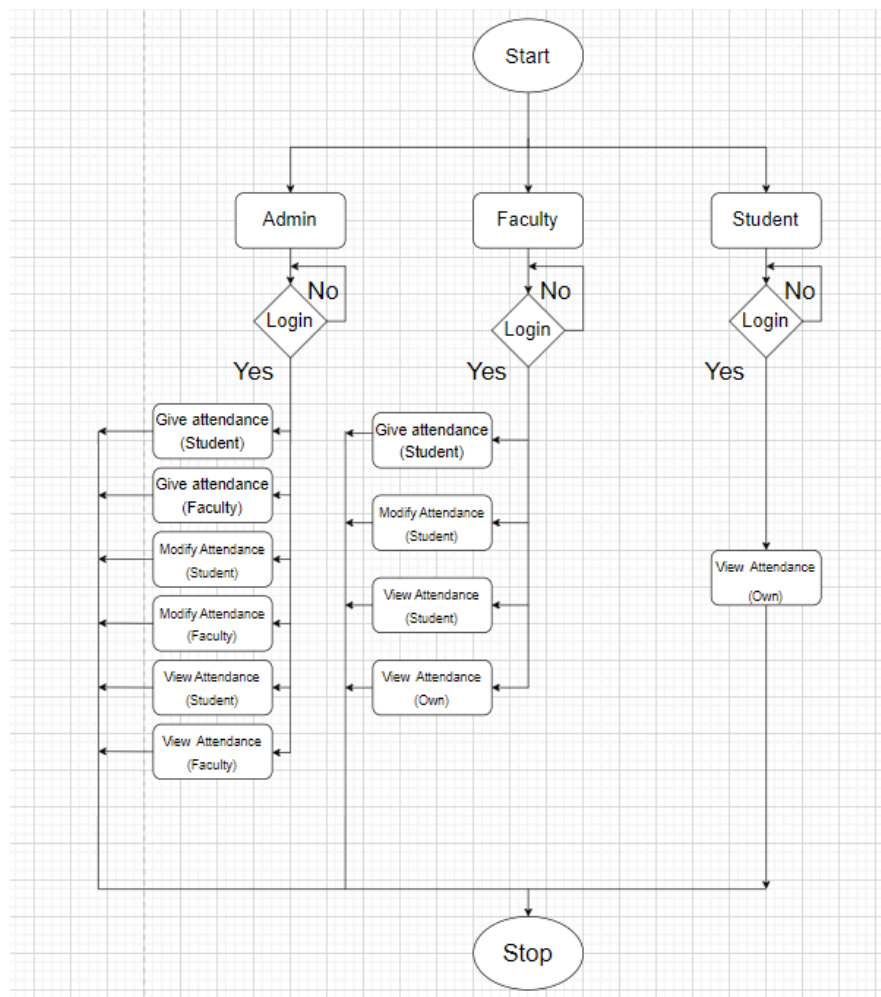 Start
Admin
Faculty
Student
No
Login
Yes
No
Login
Yes
No
Login
Yes
Give attendance
(Student)
Give attendance
(Faculty)
Modify Attendance
(Student)
Modify Attendance
(Faculty)
View Attendance
(Student)
View Attendance
(Faculty)
Give attendance
(Student)
Modify Attendance
(Student)
View Attendance
(Student)
View Attendance
(Own)
View Attendance
(Own)
Stop